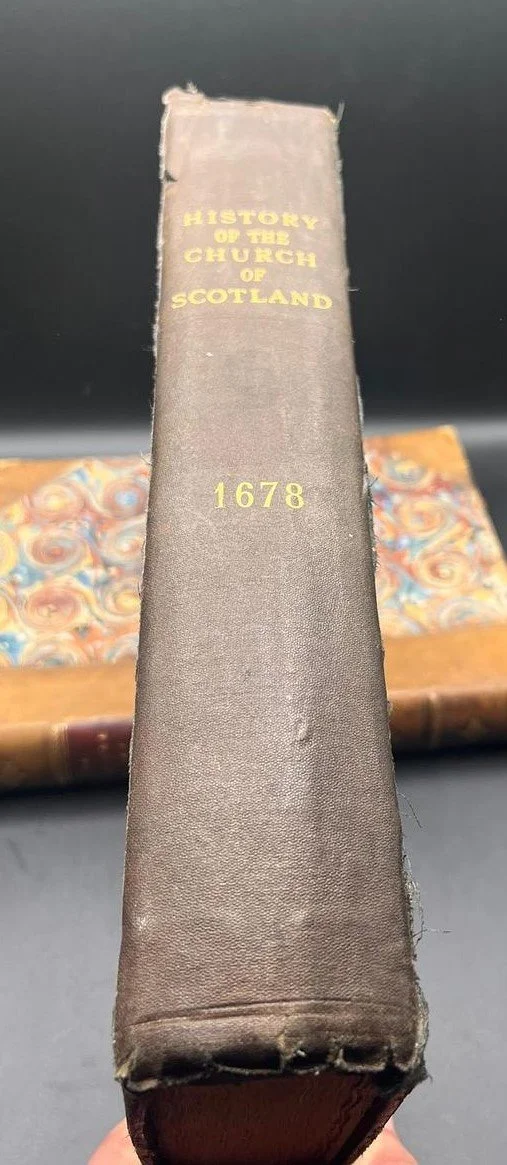 HISTORY
OF THE
CHURCH
OF
SCOTLAND
1678